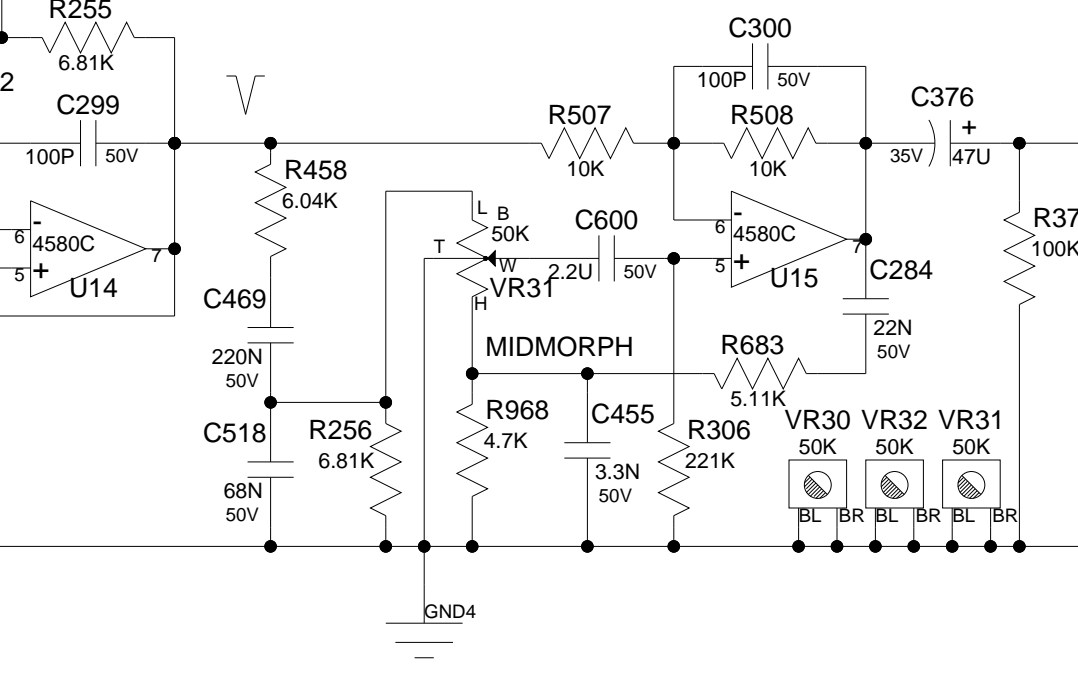 R255
6.81K
2
C299
100P
50V
6
5
-
+
4580C
7
U14
R458
6.04K
C469
220N
50V
C518
68N
50V
R256
6.81K
L
B
50K
T
W
VR31
H
C600
2.2U
50V
MIDMORPH
R968
4.7K
C455
3.3N
50V
R507
10K
C300
100P
50V
R508
10K
6
5
-
+
4580C
7
U15
C284
22N
50V
R683
5.11K
R306
221K
C376
+
35V
47U
R37
100K
VR30
50K
BL
BR
VR32
50K
BL
BR
VR31
50K
BL
BR
GND4